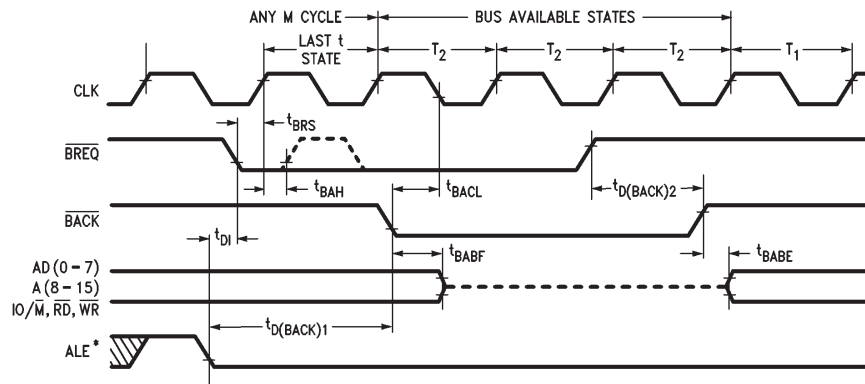 ANY M CYCLE
BUS AVAILABLE STATES
LAST t
STATE
T2
T2
T2
T1
CLK
tBRS
BREQ
tBAH
tBACL
tD(BACK)2
BACK
tDI
tBABF
tBABE
AD(0-7)
A(8-15)
IO/M, RD, WR
tD(BACK)1
ALE*